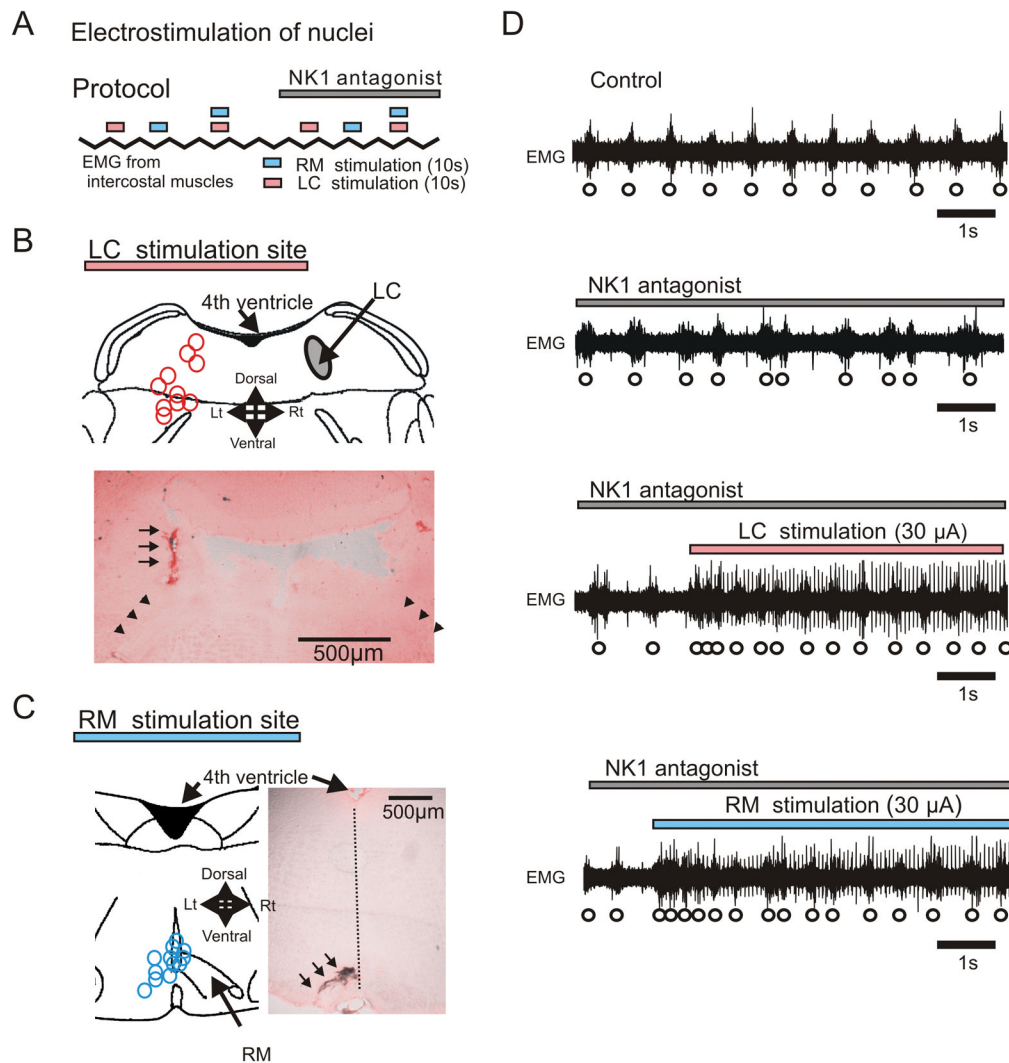 A
Electrostimulation of nuclei
Protocol
NK1 antagonist
EMG from
intercostal muscles
RM stimulation (10s)
LC stimulation (10s)
B
LC stimulation site
4th ventricle
LC
Dorsal
Lt
Rt
Ventral
500µm
C
RM stimulation site
4th ventricle
500µm
Dorsal
Lt
Rt
Ventral
RM
D
Control
EMG
1s
NK1 antagonist
EMG
1s
NK1 antagonist
LC stimulation (30 µA)
EMG
1s
NK1 antagonist
RM stimulation (30 µA)
EMG
1s